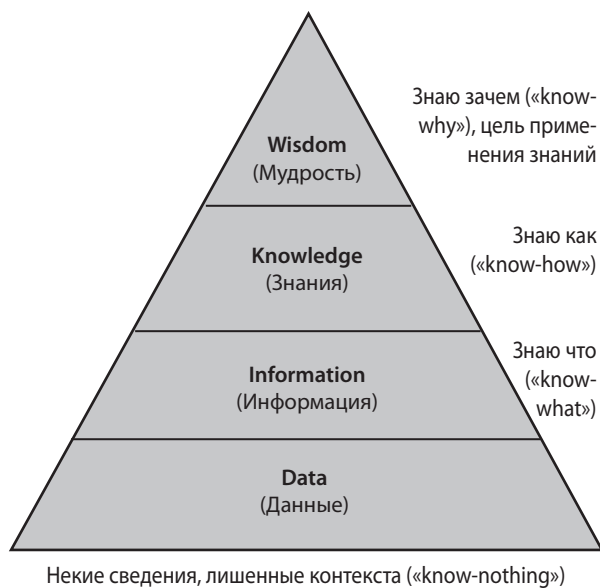 Знаю зачем («know-
why»), цель приме-
нения знаний
Wisdom
(Мудрость)
Знаю как
(«know-how»)
Knowledge
(Знания)
Знаю что
(«know-
what»)
Information
(Информация)
Data
(Данные)
Некие сведения, лишенные контекста («know-nothing»)